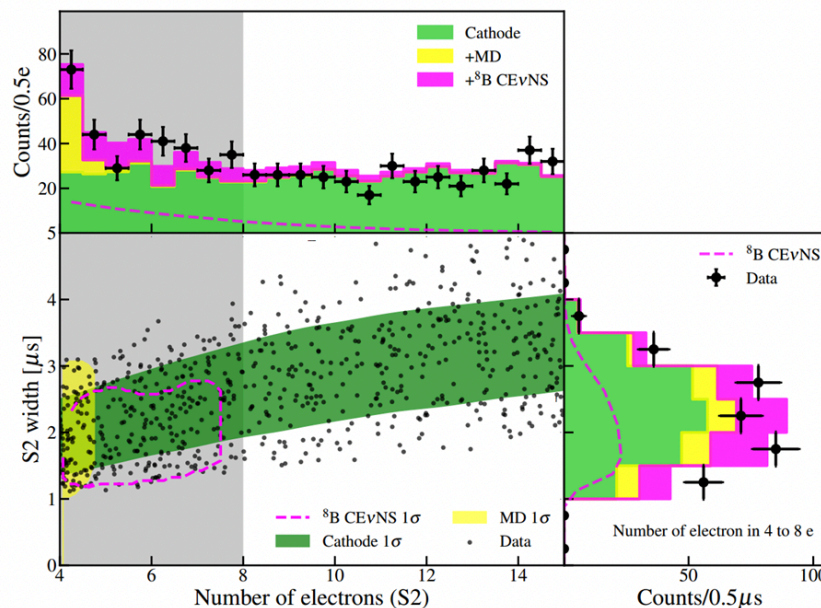 80
60
40
20
Counts/0.5e
Cathode
+MD
+⁸B CEνNS
5
4
3
2
1
0
S2 width [μs]
⁸B CEνNS 1σ
MD 1σ
Cathode 1σ
Data
4
6
8
10
12
14
Number of electrons (S2)
⁸B CEνNS
Data
Number of electron in 4 to 8 e
50
100
Counts/0.5μs